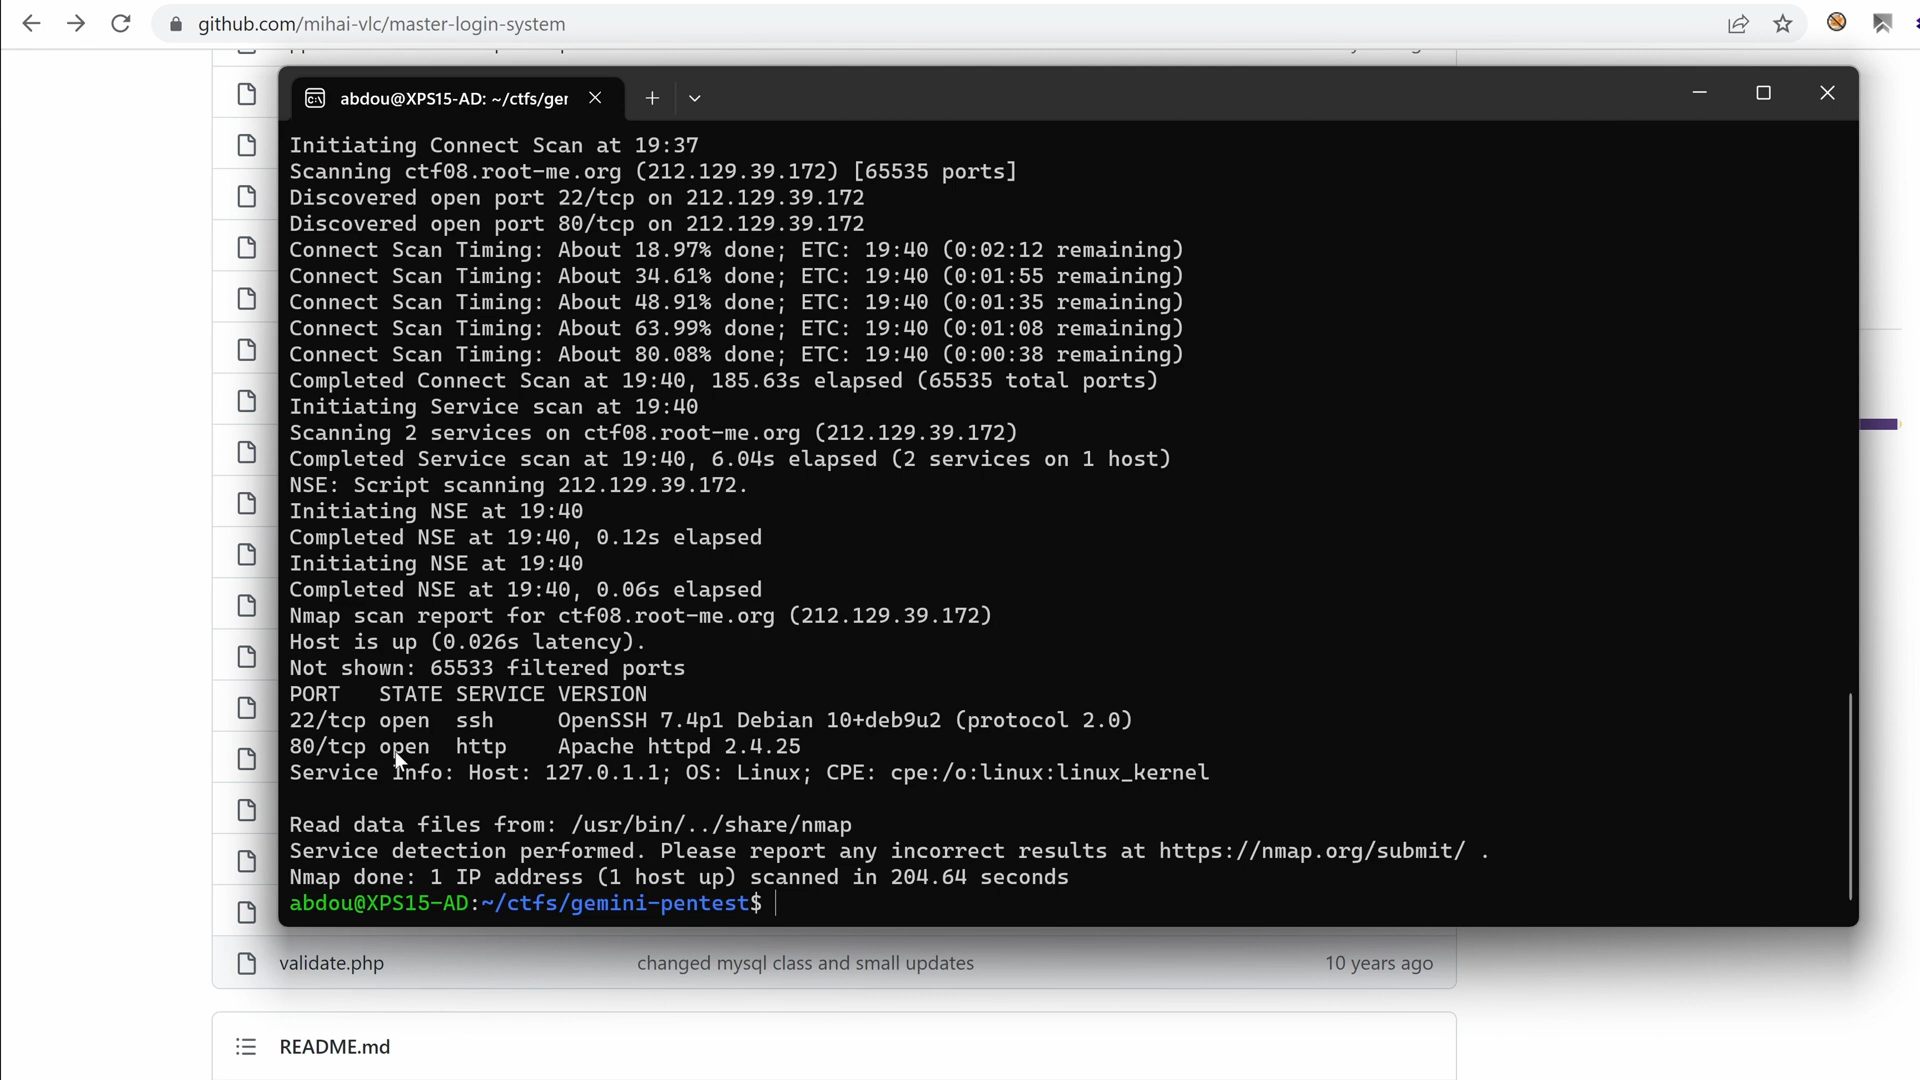 github.com/mihai-vlc/master-login-system
abdou@XPS15-AD: ~/ctfs/ger
Initiating Connect Scan at 19:37
Scanning ctf08.root-me.org (212.129.39.172) [65535 ports]
Discovered open port 22/tcp on 212.129.39.172
Discovered open port 80/tcp on 212.129.39.172
Connect Scan Timing: About 18.97% done; ETC: 19:40 (0:02:12 remaining)
Connect Scan Timing: About 34.61% done; ETC: 19:40 (0:01:55 remaining)
Connect Scan Timing: About 48.91% done; ETC: 19:40 (0:01:35 remaining)
Connect Scan Timing: About 63.99% done; ETC: 19:40 (0:01:08 remaining)
Connect Scan Timing: About 80.08% done; ETC: 19:40 (0:00:38 remaining)
Completed Connect Scan at 19:40, 185.63s elapsed (65535 total ports)
Initiating Service scan at 19:40
Scanning 2 services on ctf08.root-me.org (212.129.39.172)
Completed Service scan at 19:40, 6.04s elapsed (2 services on 1 host)
NSE: Script scanning 212.129.39.172.
Initiating NSE at 19:40
Completed NSE at 19:40, 0.12s elapsed
Initiating NSE at 19:40
Completed NSE at 19:40, 0.06s elapsed
Nmap scan report for ctf08.root-me.org (212.129.39.172)
Host is up (0.026s latency).
Not shown: 65533 filtered ports
PORT   STATE SERVICE VERSION
22/tcp open  ssh     OpenSSH 7.4p1 Debian 10+deb9u2 (protocol 2.0)
80/tcp open  http    Apache httpd 2.4.25
Service Info: Host: 127.0.1.1; OS: Linux; CPE: cpe:/o:linux:linux_kernel
Read data files from: /usr/bin/../share/nmap
Service detection performed. Please report any incorrect results at https://nmap.org/submit/ .
Nmap done: 1 IP address (1 host up) scanned in 204.64 seconds
abdou@XPS15-AD:~/ctfs/gemini-pentest$
validate.php changed mysql class and small updates 10 years ago
README.md